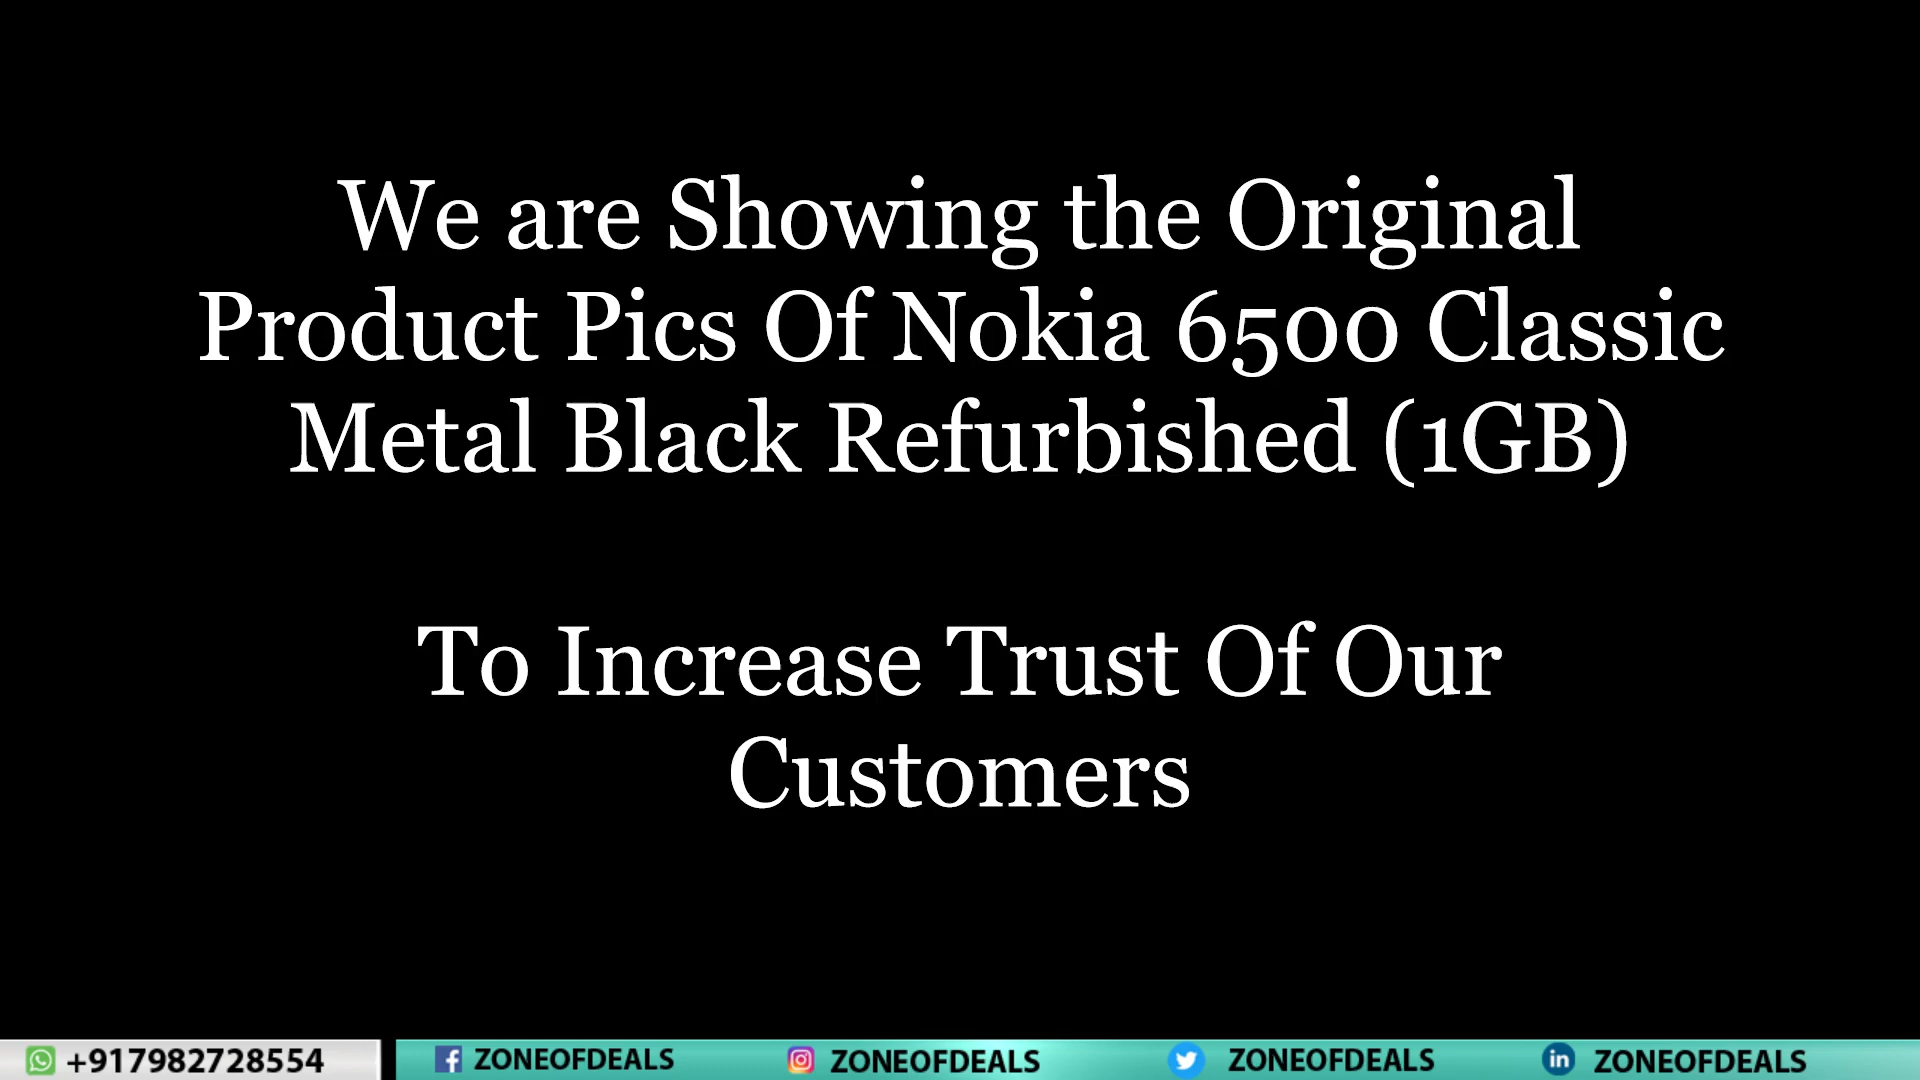 We are Showing the Original
Product Pics Of Nokia 6500 Classic
Metal Black Refurbished (1GB)
To Increase Trust Of Our
Customers
+917982728554 ZONEOFDEALS ZONEOFDEALS ZONEOFDEALS ZONEOFDEALS